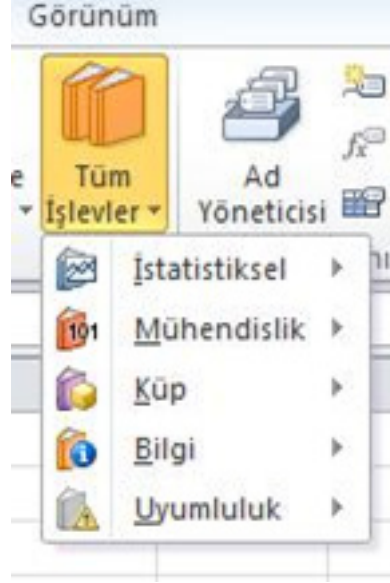 Görünüm
Tüm
İşlevler
Ad
Yöneticisi
İstatistiksel
Mühendislik
Küp
Bilgi
Uyumluluk